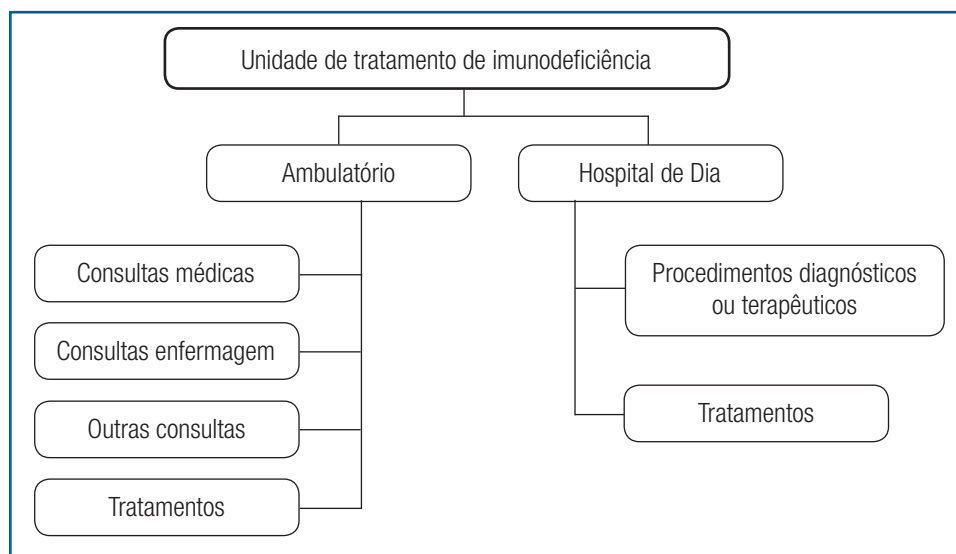 Unidade de tratamento de imunodeficiência
Ambulatório
Hospital de Dia
Consultas médicas
Consultas enfermagem
Outras consultas
Tratamentos
Procedimentos diagnósticos
ou terapêuticos
Tratamentos